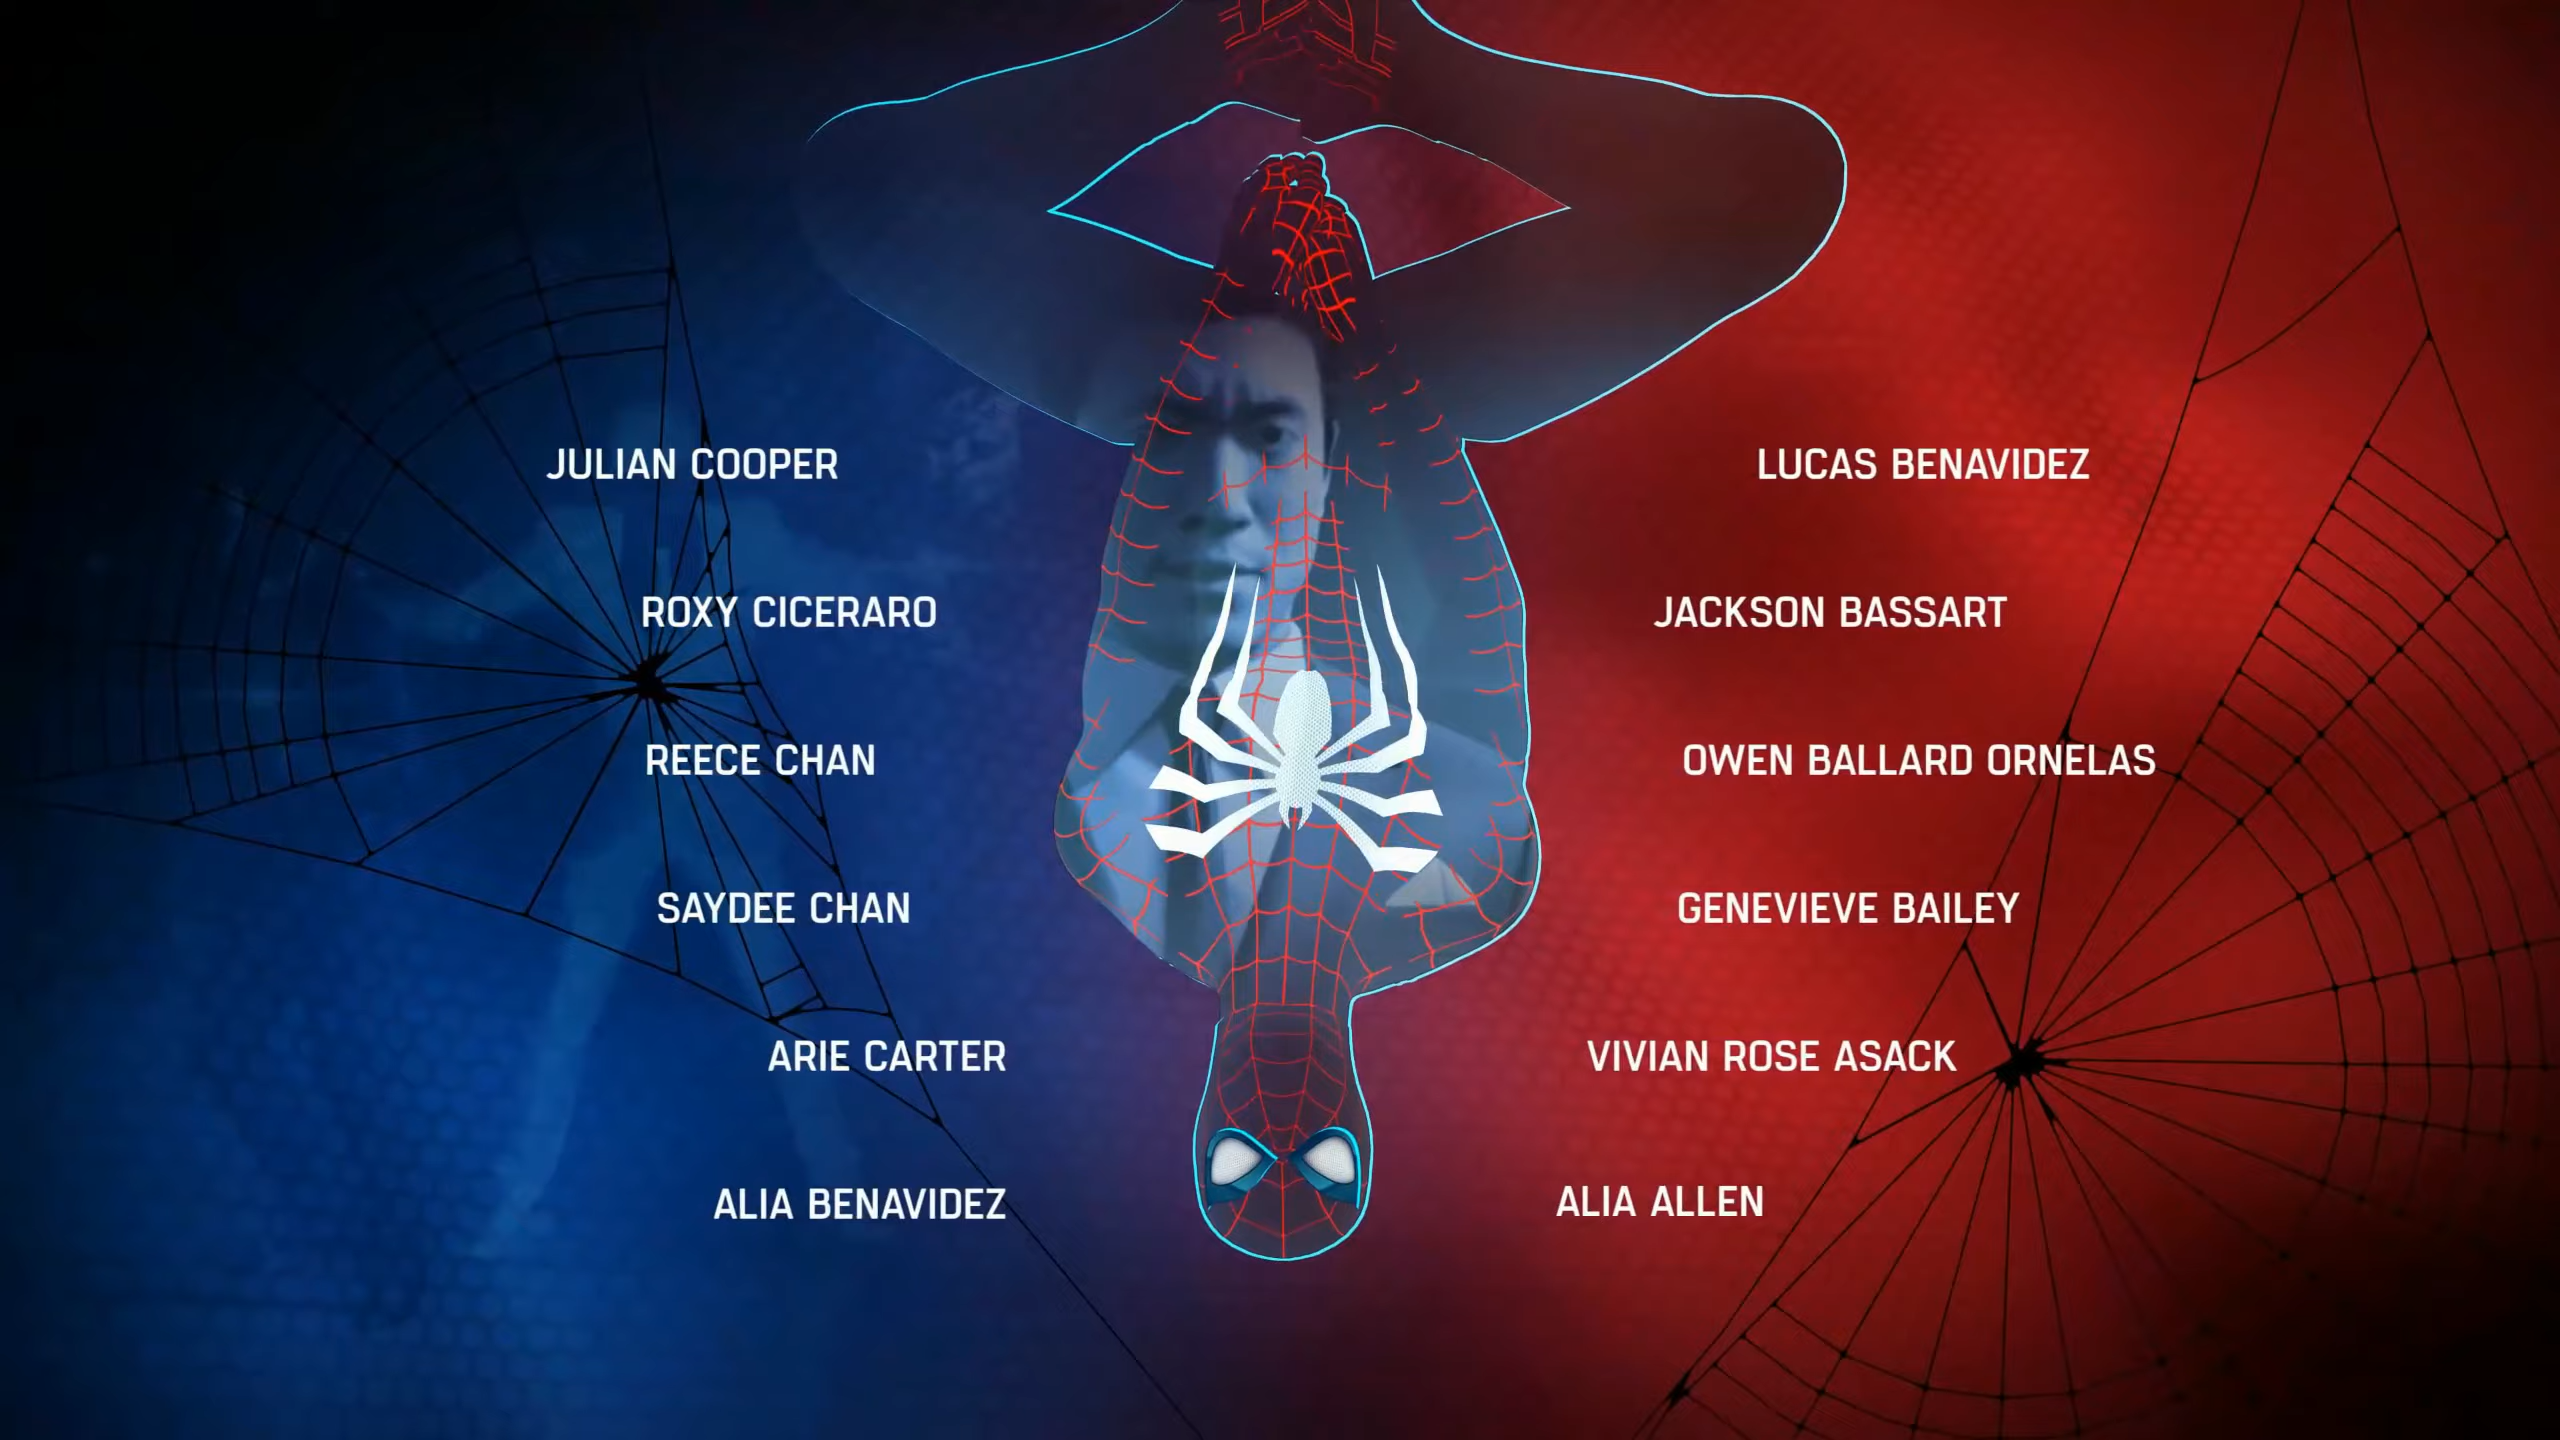 JULIAN COOPER
ROXY CICERARO
REECE CHAN
SAYDEE CHAN
ARIE CARTER
ALIA BENAVIDEZ
LUCAS BENAVIDEZ
JACKSON BASSART
OWEN BALLARD ORNELAS
GENEVIEVE BAILEY
VIVIAN ROSE ASACK
ALIA ALLEN